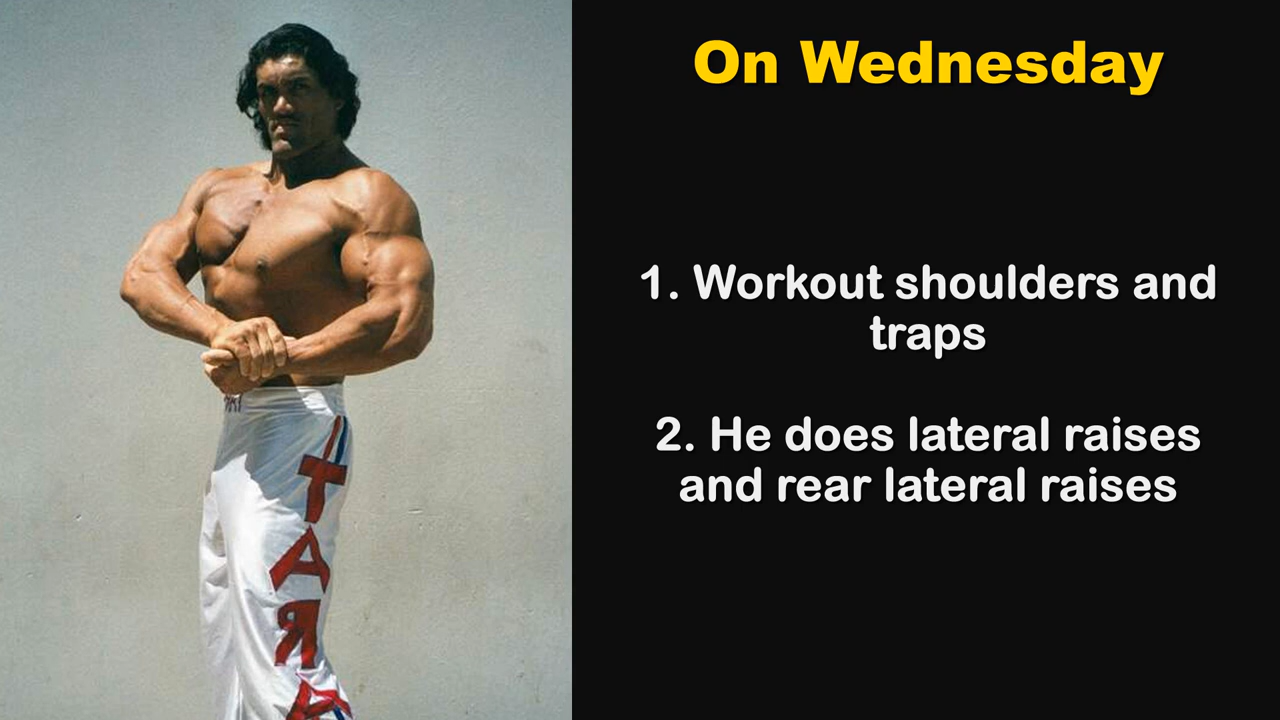 On Wednesday
1. Workout shoulders and
traps
2. He does lateral raises
and rear lateral raises